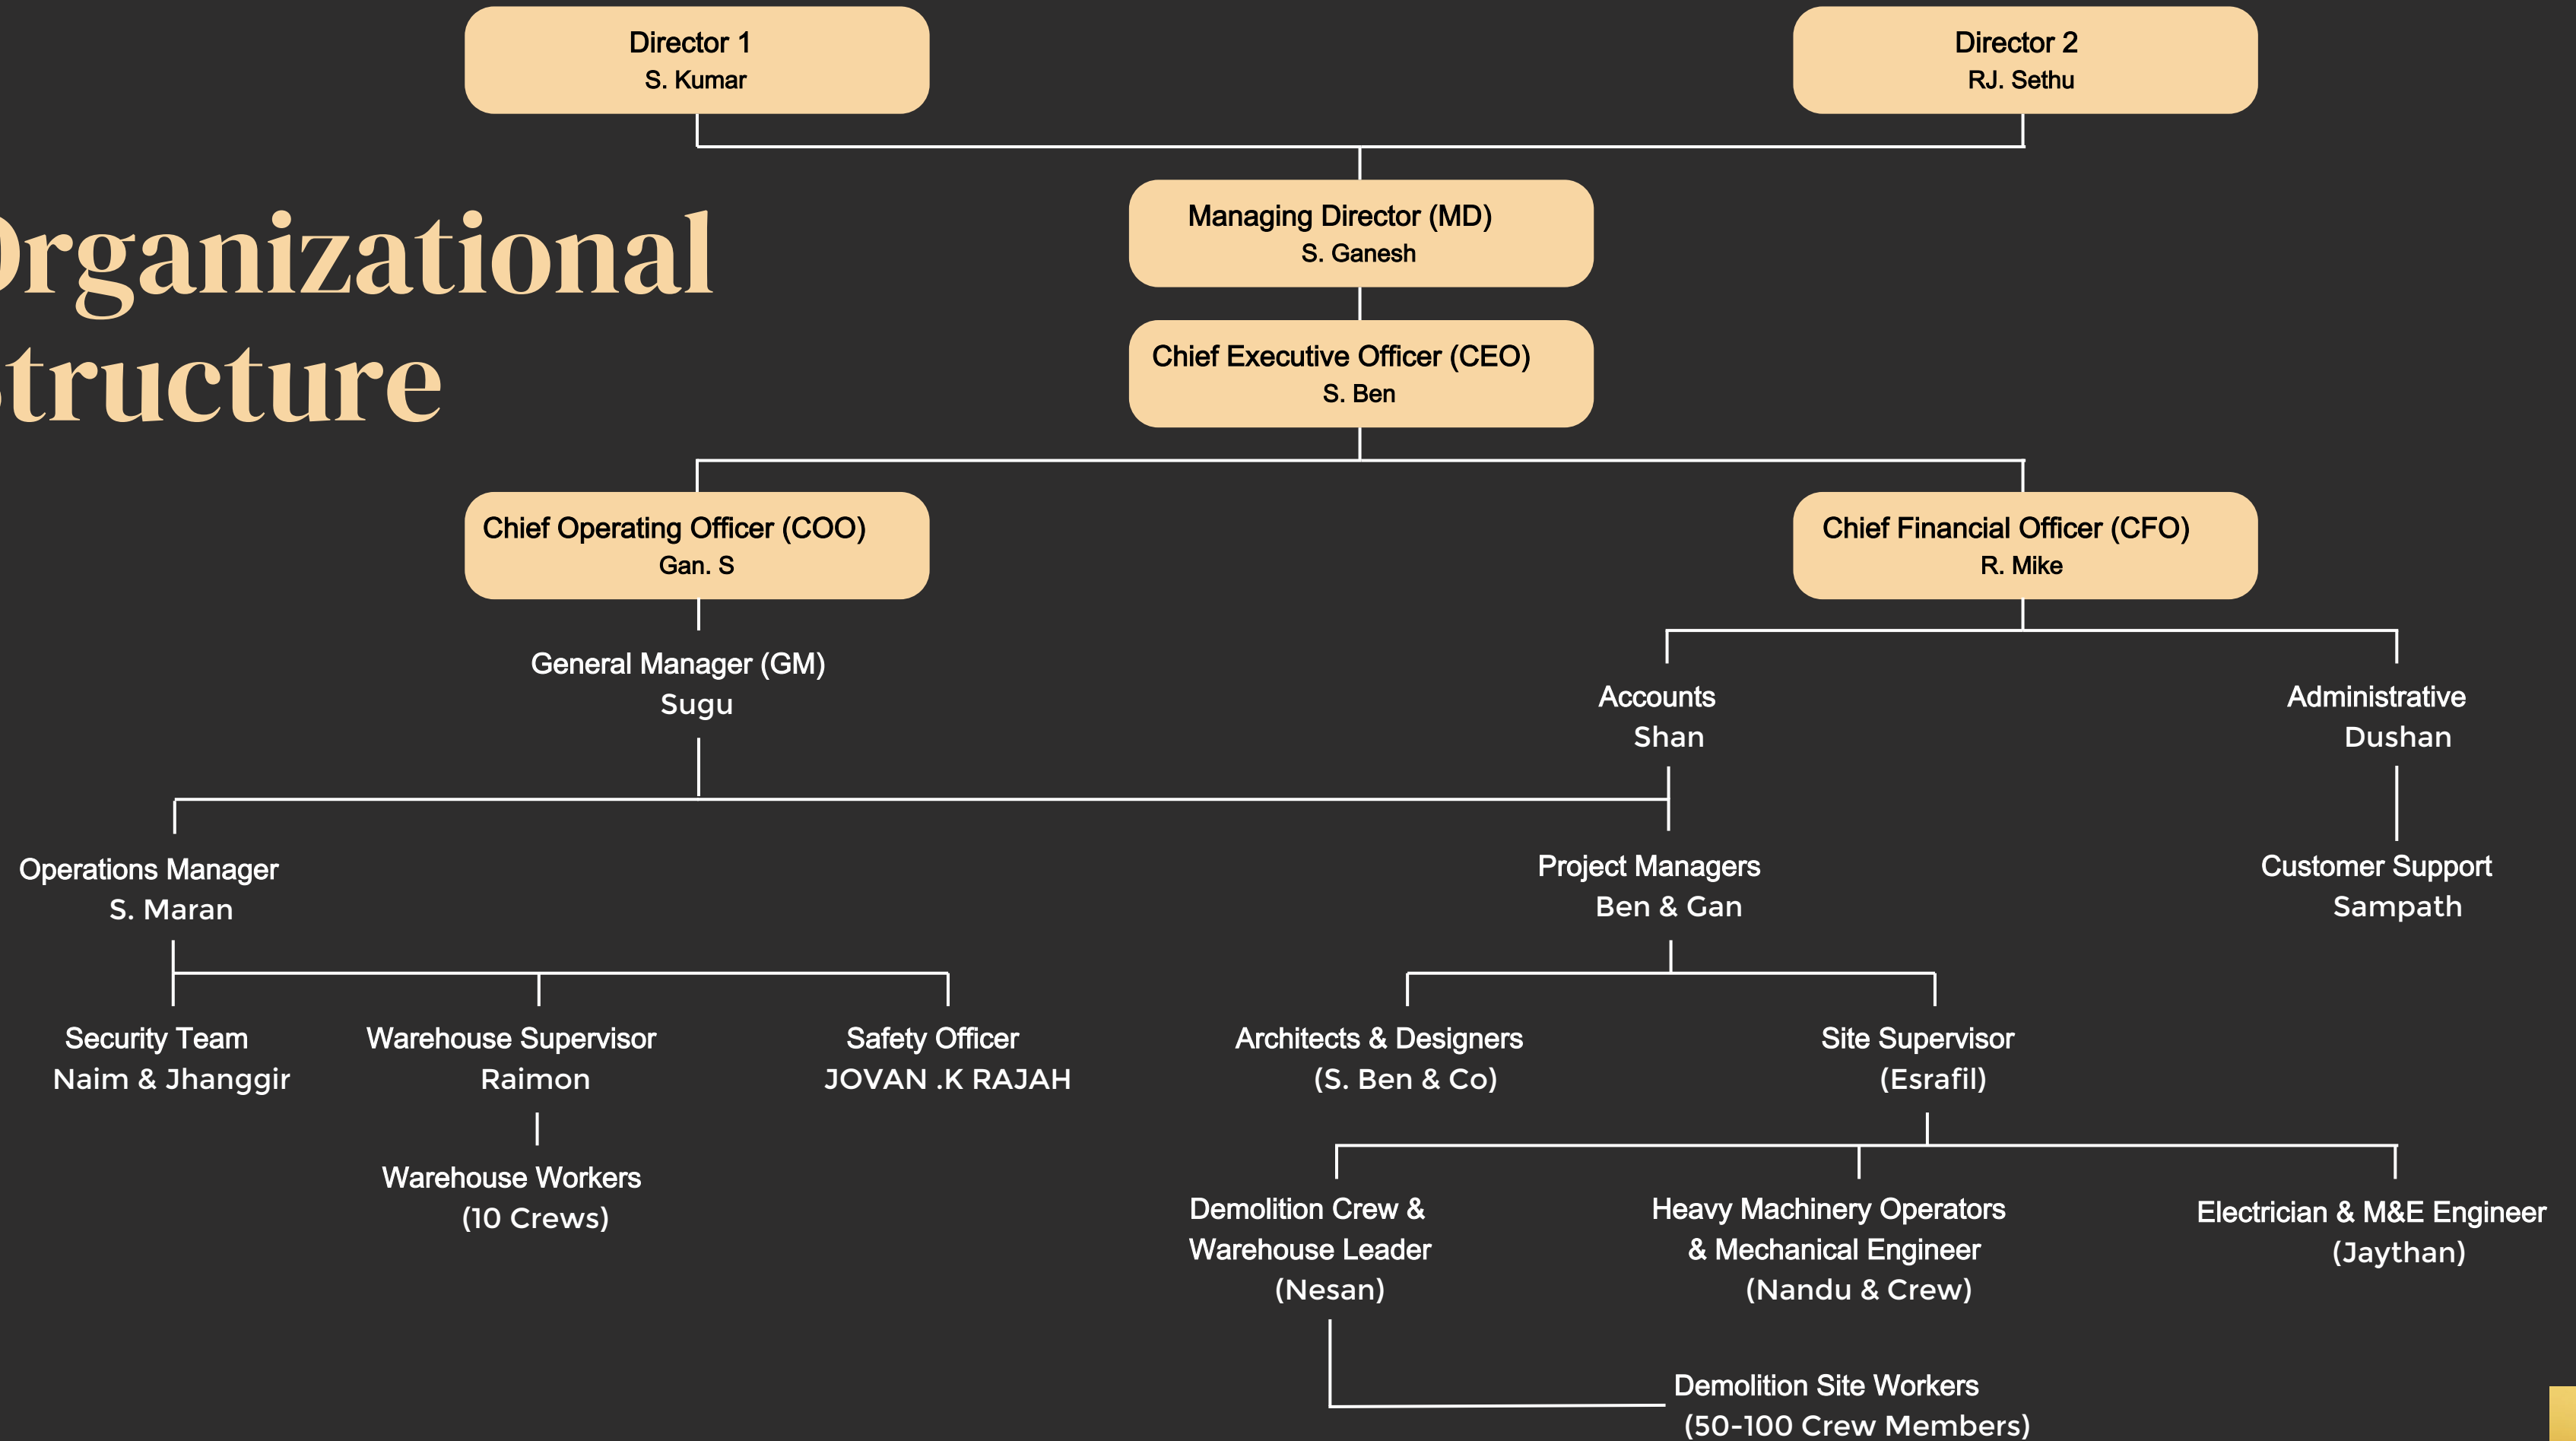 Director 1
S. Kumar
Director 2
RJ. Sethu
Organizational
Structure
Managing Director (MD)
S. Ganesh
Chief Executive Officer (CEO)
S. Ben
Chief Operating Officer (COO)
Gan. S
Chief Financial Officer (CFO)
R. Mike
General Manager (GM)
Sugu
Accounts
Shan
Administrative
Dushan
Operations Manager
S. Maran
Project Managers
Ben & Gan
Customer Support
Sampath
Security Team
Naim & Jhanggir
Warehouse Supervisor
Raimon
Safety Officer
JOVAN .K RAJAH
Architects & Designers
(S. Ben & Co)
Site Supervisor
(Esrafil)
Warehouse Workers
(10 Crews)
Demolition Crew &
Warehouse Leader
(Nesan)
Heavy Machinery Operators
& Mechanical Engineer
(Nandu & Crew)
Electrician & M&E Engineer
(Jaythan)
Demolition Site Workers
(50-100 Crew Members)